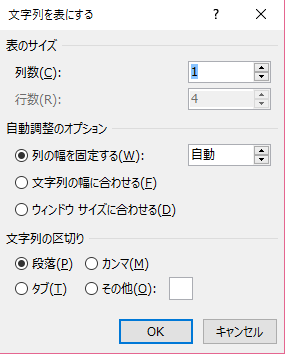 文字列を表にする ? ×
表のサイズ
列数(C): 1
行数(R): 4
自動調整のオプション
列の幅を固定する(W): 自動
文字列の幅に合わせる(F)
ウィンドウ サイズに合わせる(D)
文字列の区切り
段落(P) カンマ(M)
タブ(T) その他(O):
OK キャンセル